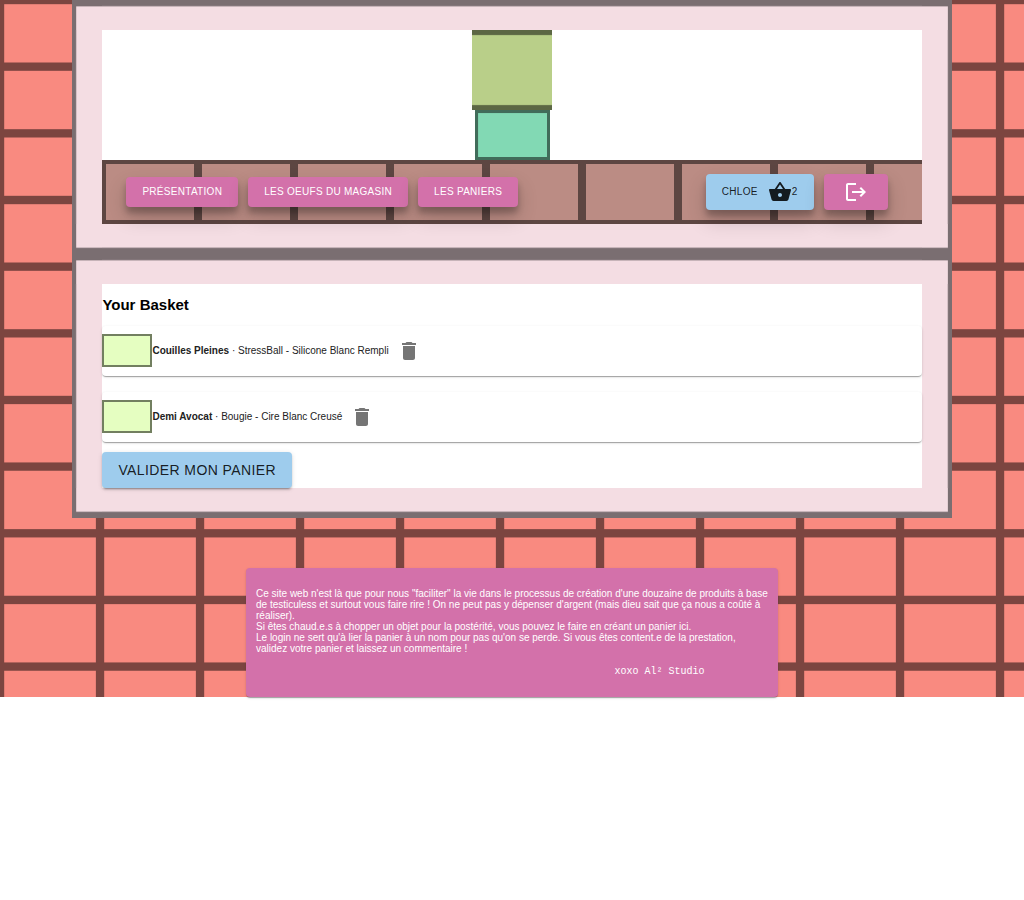 PRÉSENTATION LES OEUFS DU MAGASIN LES PANIERS CHLOE 2
Your Basket
Couilles Pleines · StressBall - Silicone Blanc Rempli
Demi Avocat · Bougie - Cire Blanc Creusé
VALIDER MON PANIER
Ce site web n'est là que pour nous "faciliter" la vie dans le processus de création d'une douzaine de produits à base
de testiculess et surtout vous faire rire ! On ne peut pas y dépenser d'argent (mais dieu sait que ça nous a coûté à
réaliser).
Si êtes chaud.e.s à chopper un objet pour la postérité, vous pouvez le faire en créant un panier ici.
Le login ne sert qu'à lier la panier à un nom pour pas qu'on se perde. Si vous êtes content.e de la prestation,
validez votre panier et laissez un commentaire !
xoxo Al² Studio